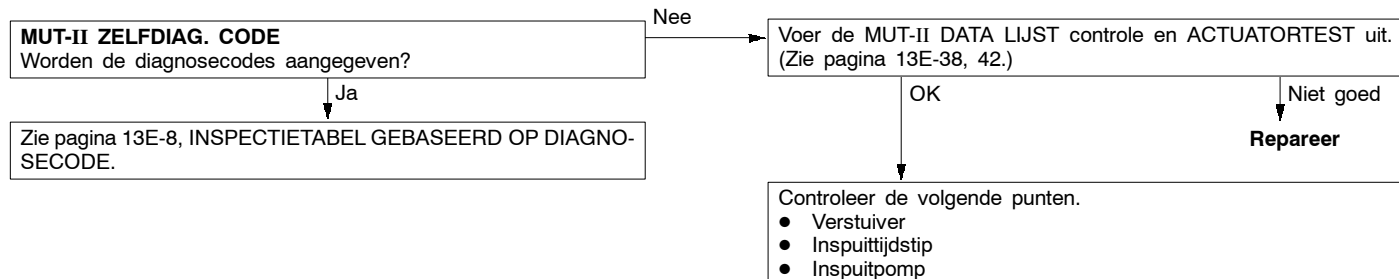 MUT-II ZELFDIAG. CODE
Worden de diagnosecodes aangegeven?
Nee
Voer de MUT-II DATA LIJST controle en ACTUATORTEST uit.
(Zie pagina 13E-38, 42.)
Ja
OK
Niet goed
Zie pagina 13E-8, INSPECTIETABEL GEBASEERD OP DIAGNO-
SECODE.
Repareer
Controleer de volgende punten.
● Verstuiver
● Inspuittijdstip
● Inspuitpomp